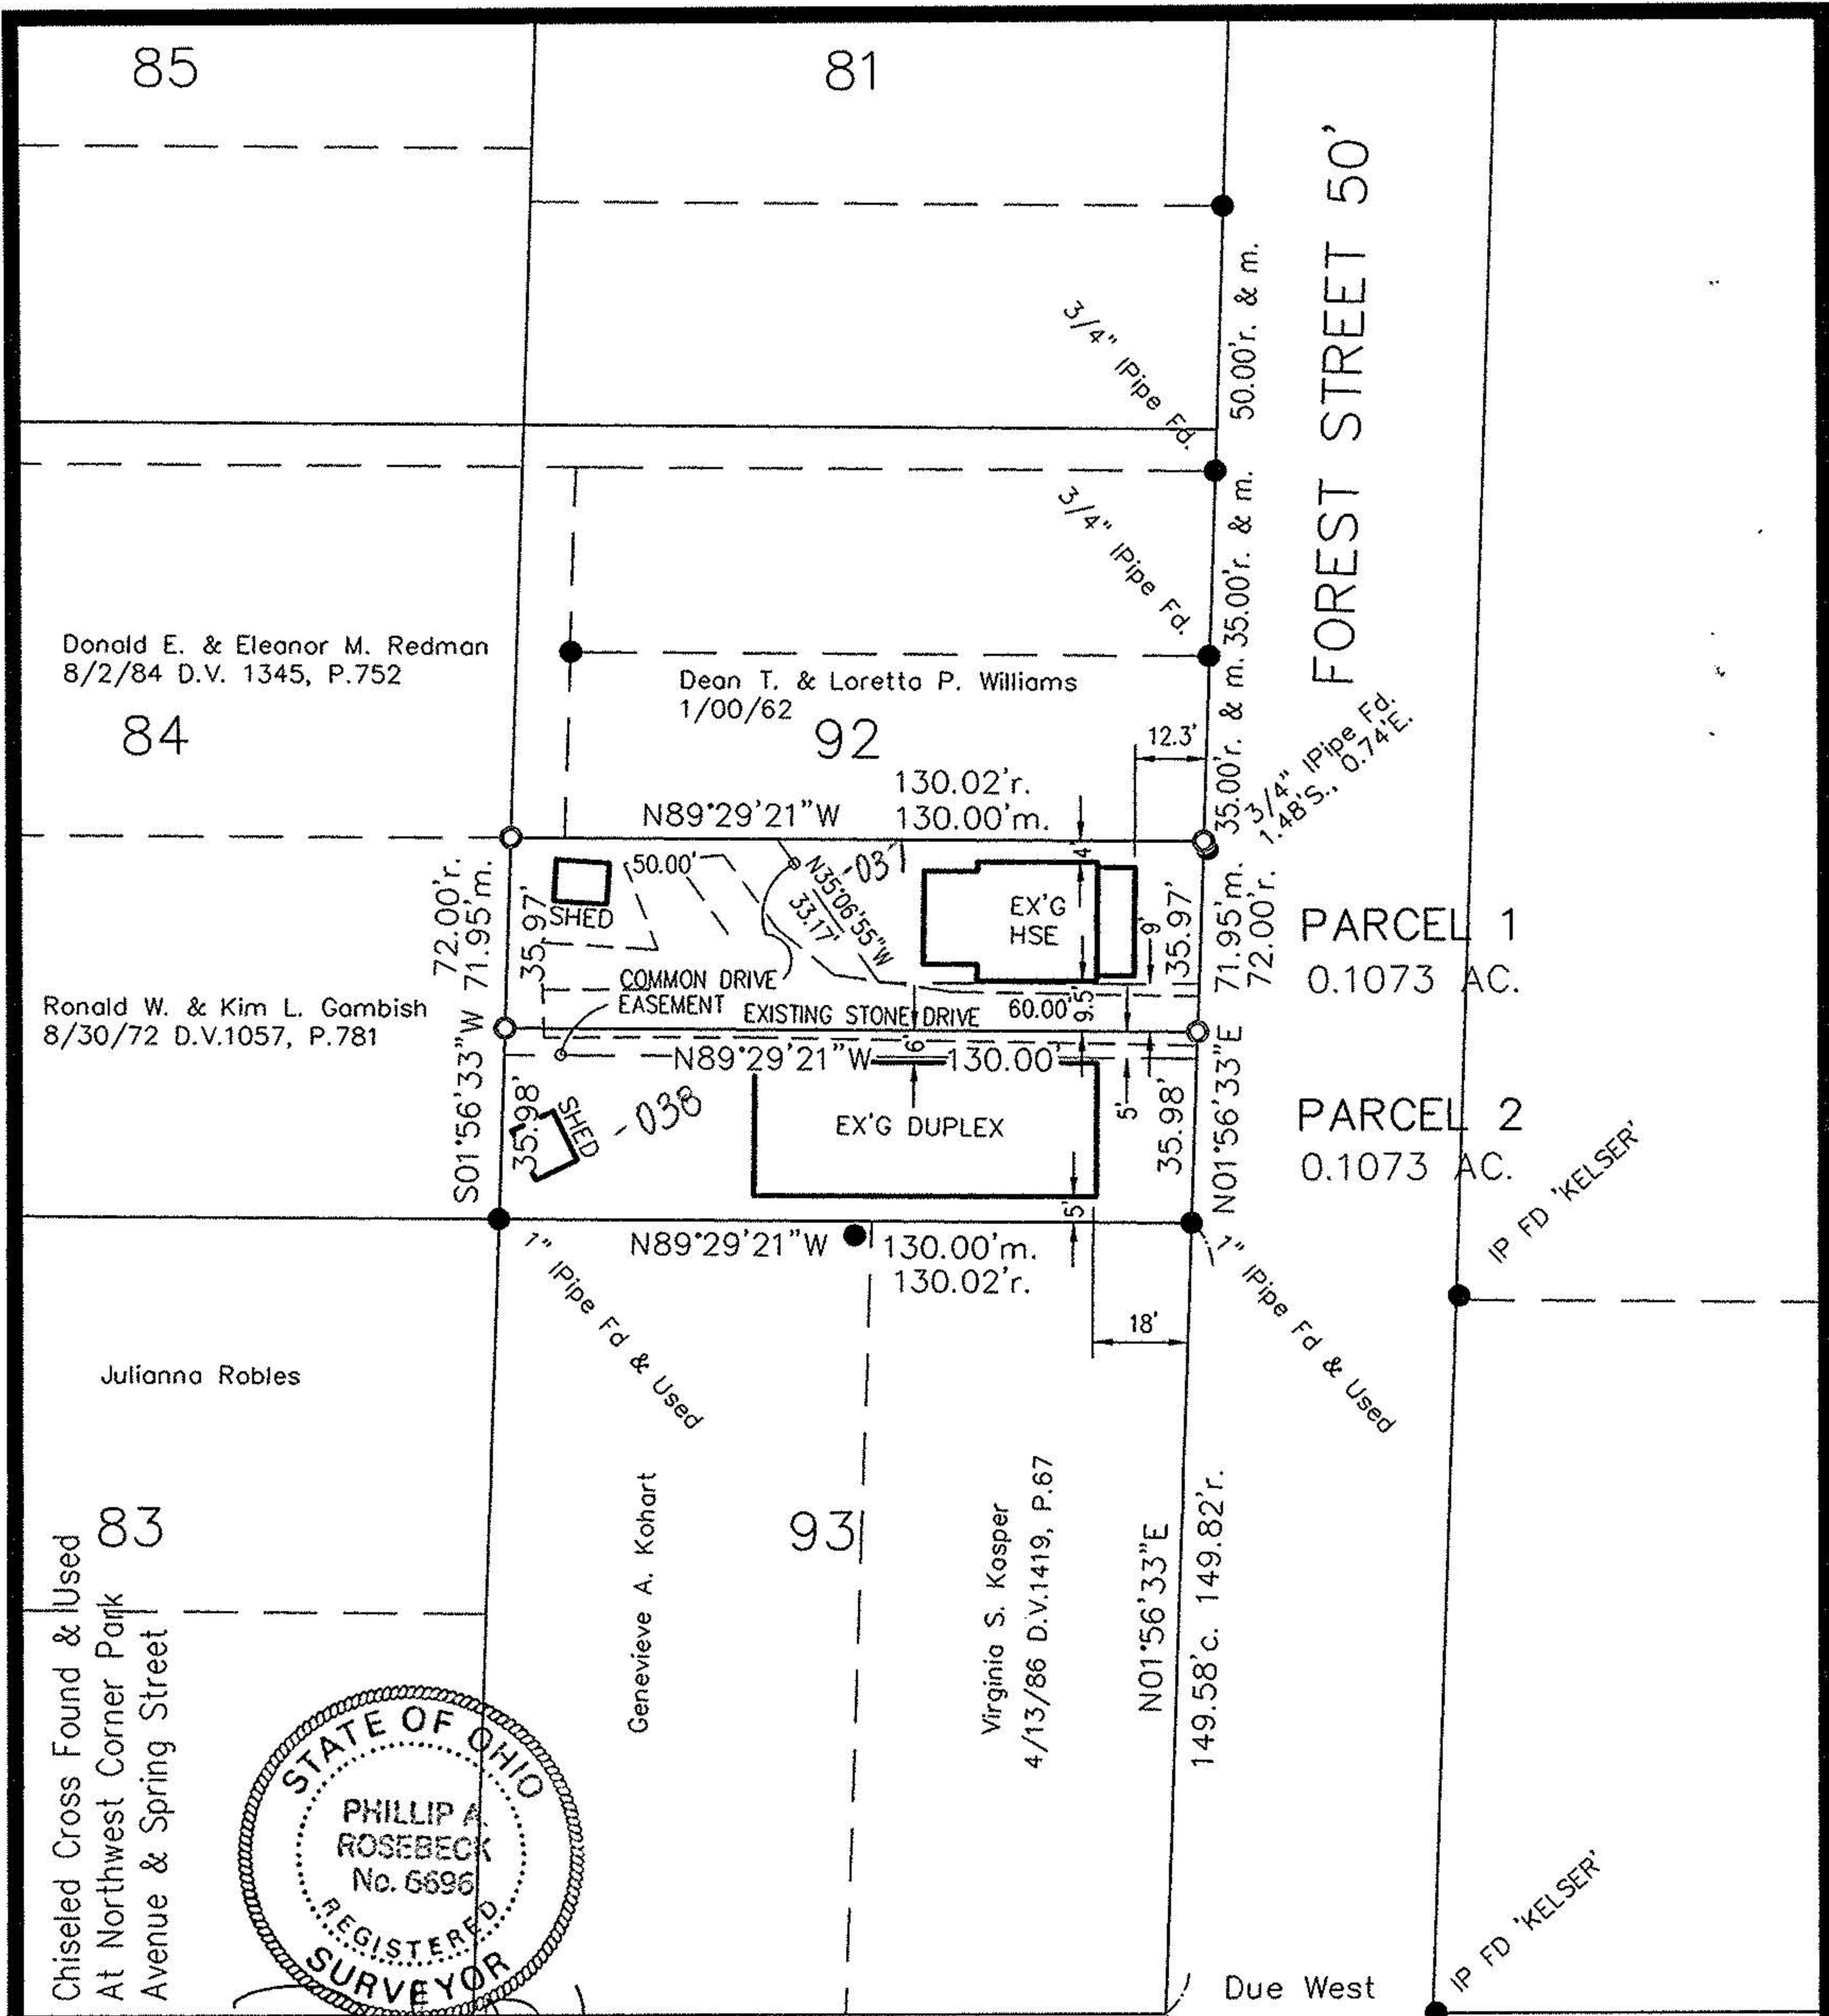 85
81
FOREST STREET 50'
50.00'r. & m.
3/4" IPipe Fd.
35.00'r. & m.
3/4" IPipe Fd.
35.00'r. & m.
3/4" IPipe Fd.
1.48'S., 0.74'E.
Donald E. & Eleanor M. Redman
8/2/84 D.V. 1345, P.752
84
Dean T. & Loretta P. Williams
1/00/62
92
12.3'
130.02'r.
N89°29'21"W 130.00'm.
4'
50.00'
N35°06'55"W
33.17'
EX'G
HSE
9'
SHED
72.00'r.
71.95'm.
35.97'
35.97'
71.95'm.
72.00'r.
PARCEL 1
0.1073 AC.
COMMON DRIVE
EASEMENT
EXISTING STONE DRIVE
60.00'
9.5'
Ronald W. & Kim L. Gambish
8/30/72 D.V.1057, P.781
6'
N89°29'21"W 130.00'
5'
S01°56'33"W
35.98'
SHED
-038
EX'G DUPLEX
35.98'
N01°56'33"E
PARCEL 2
0.1073 AC.
5'
N89°29'21"W 130.00'm.
130.02'r.
1" IPipe Fd & Used
1" IPipe Fd & Used
18'
IP FD 'KELSER'
Julianna Robles
83
Genevieve A. Kohart
93
Virginia S. Kasper
4/13/86 D.V.1419, P.67
N01°56'33"E
149.58'c. 149.82'r.
Chiseled Cross Found & Used
At Northwest Corner Park
Avenue & Spring Street
STATE OF OHIO
PHILLIP A.
ROSEBECK
No. 6696
REGISTERED
SURVEYOR
Due West
IP FD 'KELSER'